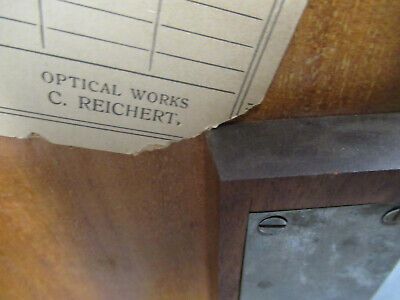 OPTICAL WORKS
C. REICHERT,